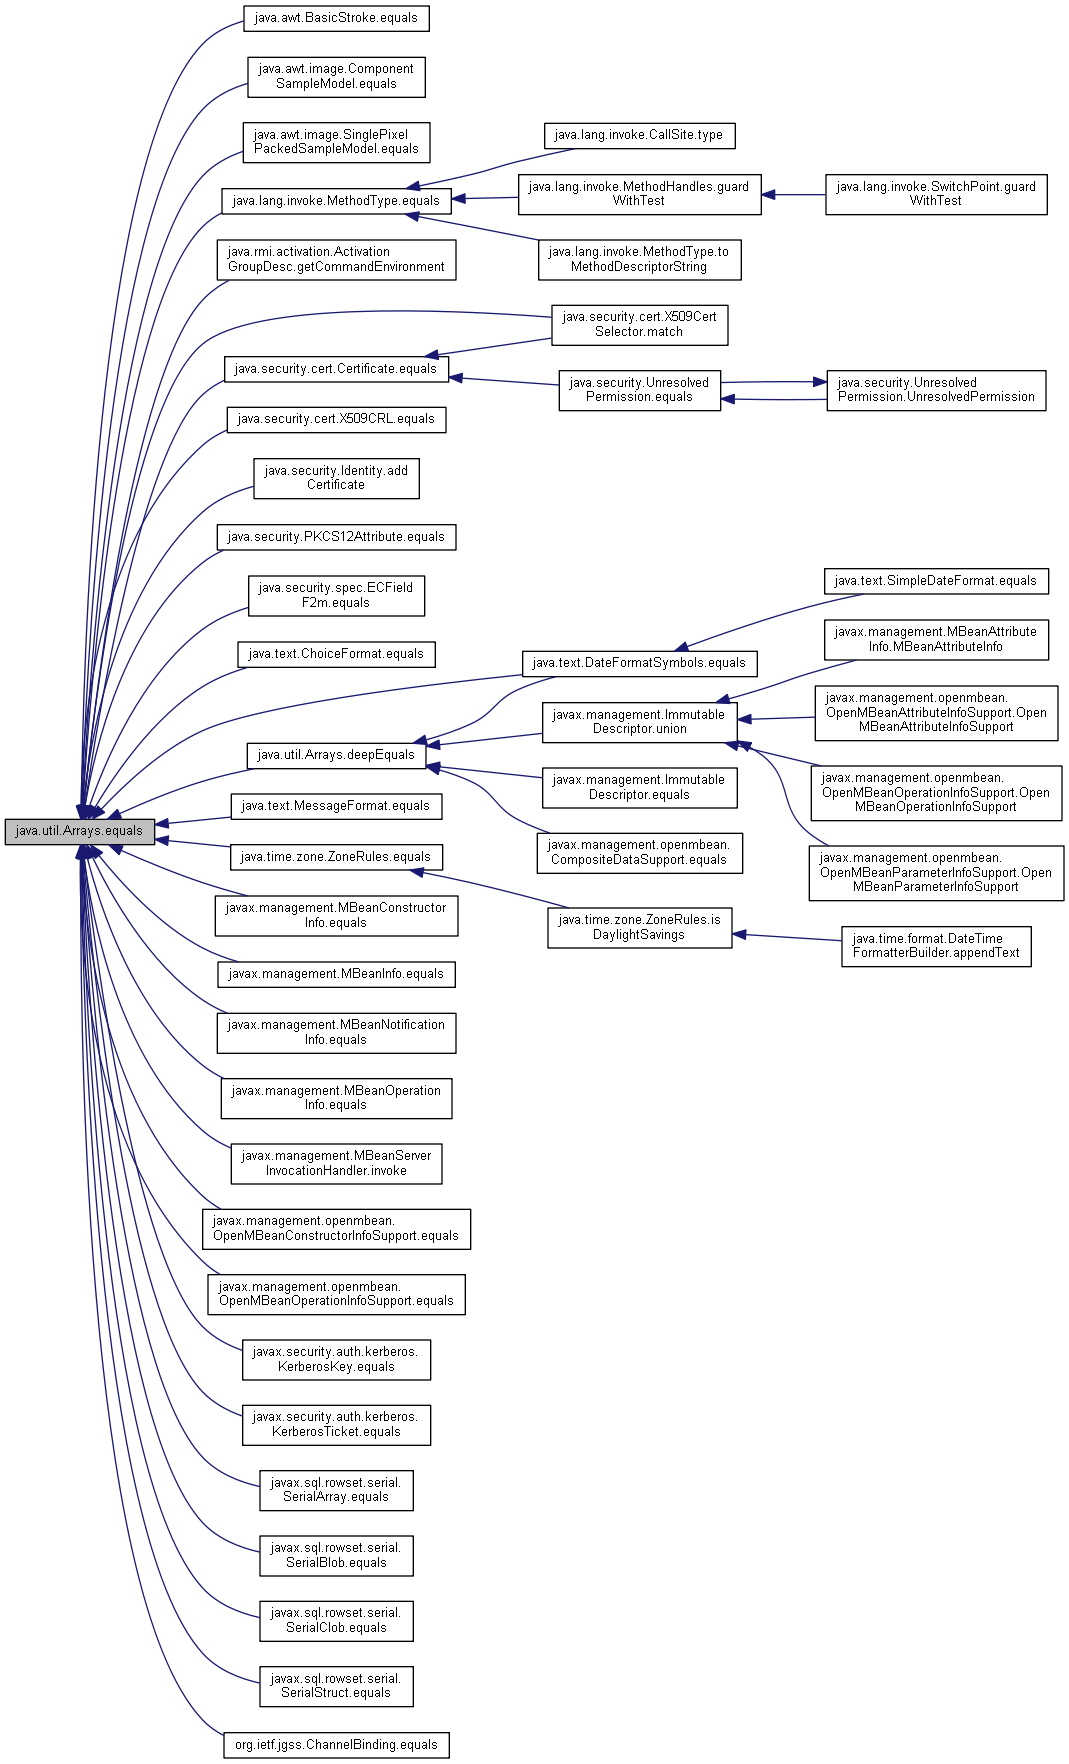 java.awt.BasicStroke.equals
java.awt.image.Component
SampleModel.equals
java.awt.image.SinglePixel
PackedSampleModel.equals
java.lang.invoke.CallSite.type
java.lang.invoke.MethodType.equals
java.lang.invoke.MethodHandles.guard
WithTest
java.lang.invoke.SwitchPoint.guard
WithTest
java.lang.invoke.MethodType.to
MethodDescriptorString
java.rmi.activation.Activation
GroupDesc.getCommandEnvironment
java.security.cert.X509Cert
Selector.match
java.security.cert.Certificate.equals
java.security.Unresolved
Permission.equals
java.security.Unresolved
Permission.UnresolvedPermission
java.security.cert.X509CRL.equals
java.security.Identity.add
Certificate
java.security.PKCS12Attribute.equals
java.security.spec.ECField
F2m.equals
java.text.SimpleDateFormat.equals
java.text.ChoiceFormat.equals
java.text.DateFormatSymbols.equals
javax.management.MBeanAttribute
Info.MBeanAttributeInfo
javax.management.Immutable
Descriptor.union
javax.management.openmbean.
OpenMBeanAttributeInfoSupport.Open
MBeanAttributeInfoSupport
java.util.Arrays.deepEquals
javax.management.Immutable
Descriptor.equals
javax.management.openmbean.
OpenMBeanOperationInfoSupport.Open
MBeanOperationInfoSupport
java.text.MessageFormat.equals
java.util.Arrays.equals
javax.management.openmbean.
CompositeDataSupport.equals
javax.management.openmbean.
OpenMBeanParameterInfoSupport.Open
MBeanParameterInfoSupport
java.time.zone.ZoneRules.equals
javax.management.MBeanConstructor
Info.equals
java.time.zone.ZoneRules.is
DaylightSavings
java.time.format.DateTime
FormatterBuilder.appendText
javax.management.MBeanInfo.equals
javax.management.MBeanNotification
Info.equals
javax.management.MBeanOperation
Info.equals
javax.management.MBeanServer
InvocationHandler.invoke
javax.management.openmbean.
OpenMBeanConstructorInfoSupport.equals
javax.management.openmbean.
OpenMBeanOperationInfoSupport.equals
javax.security.auth.kerberos.
KerberosKey.equals
javax.security.auth.kerberos.
KerberosTicket.equals
javax.sql.rowset.serial.
SerialArray.equals
javax.sql.rowset.serial.
SerialBlob.equals
javax.sql.rowset.serial.
SerialClob.equals
javax.sql.rowset.serial.
SerialStruct.equals
org.ietf.jgss.ChannelBinding.equals